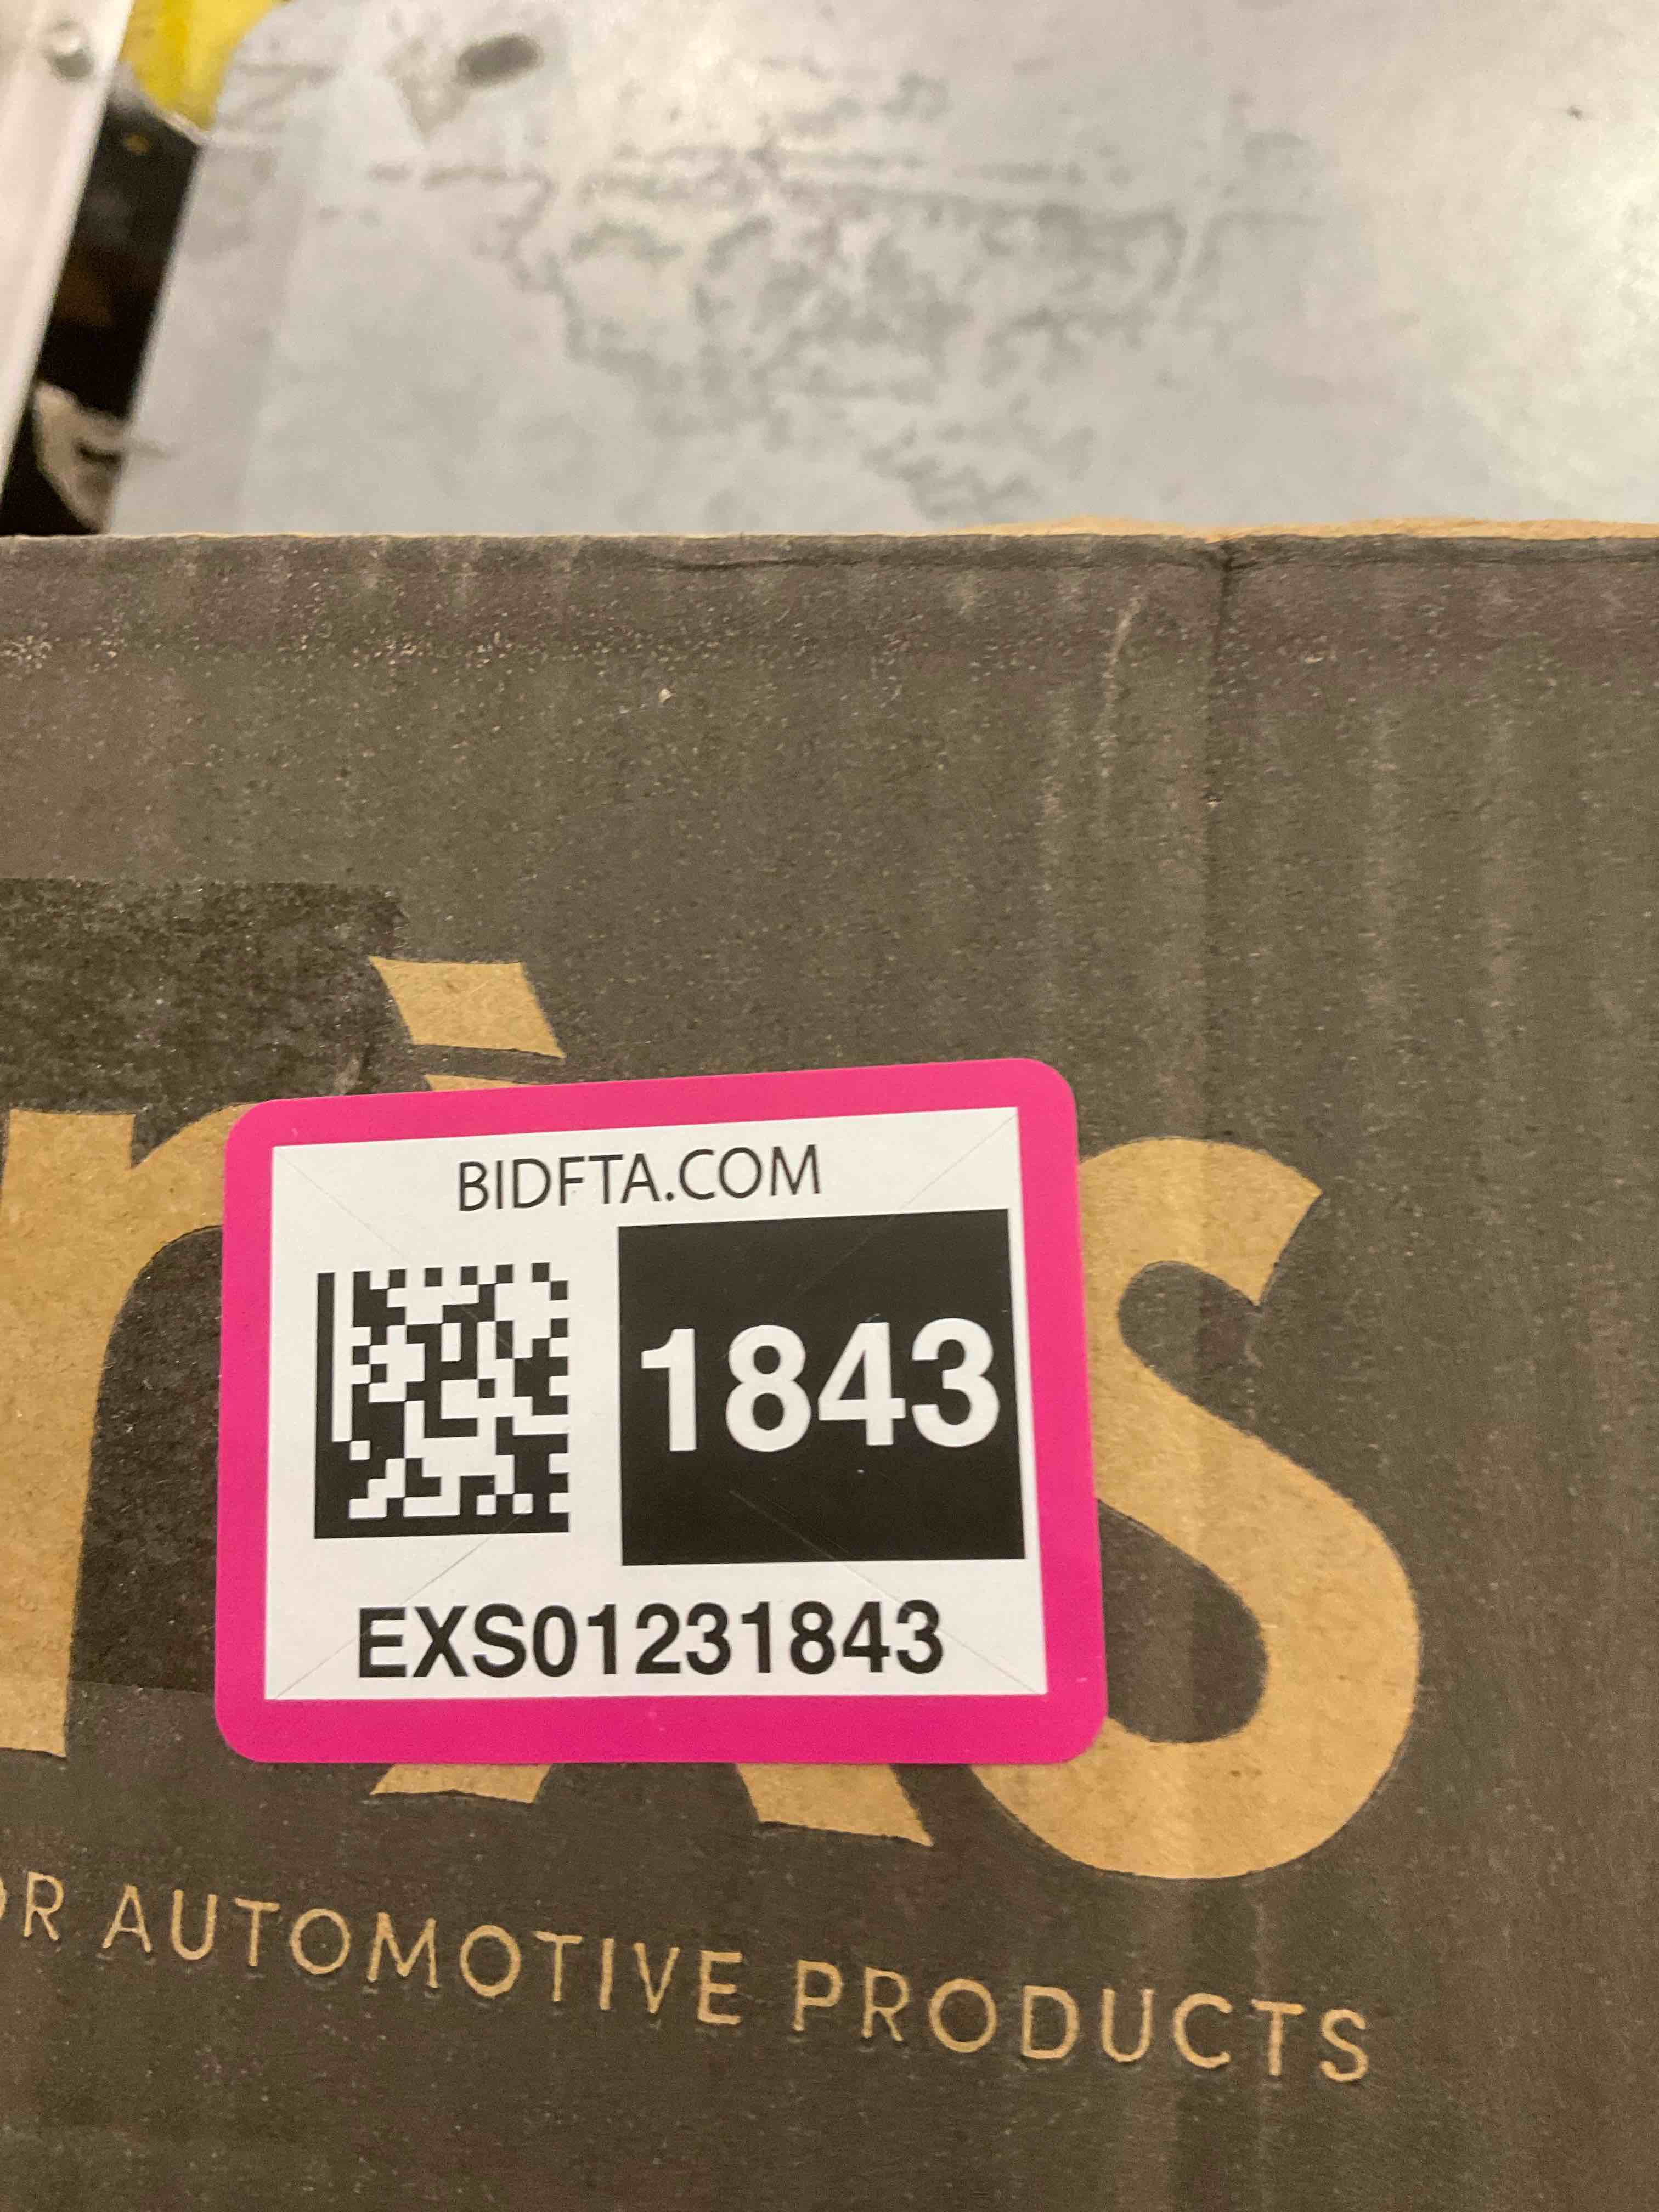 BIDFTA.COM
1843
EXS01231843
AUTOMOTIVE PRODUCTS